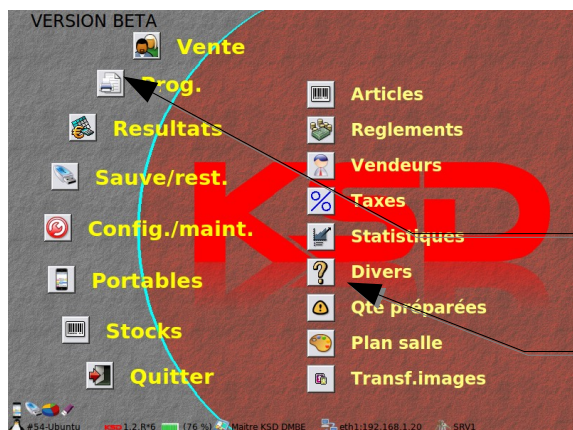 VERSION BETA
Vente
Prog.
Resultats
Sauve/rest.
Config./maint.
Portables
Stocks
Quitter
KSD
Articles
Reglements
Vendeurs
Taxes
Statistiques
Divers
Qté préparées
Plan salle
Transf.images
#54-Ubuntu 1.2.R*6 (76 %) Maitre KSD DMBE eth1:192.168.1.20 SRV1